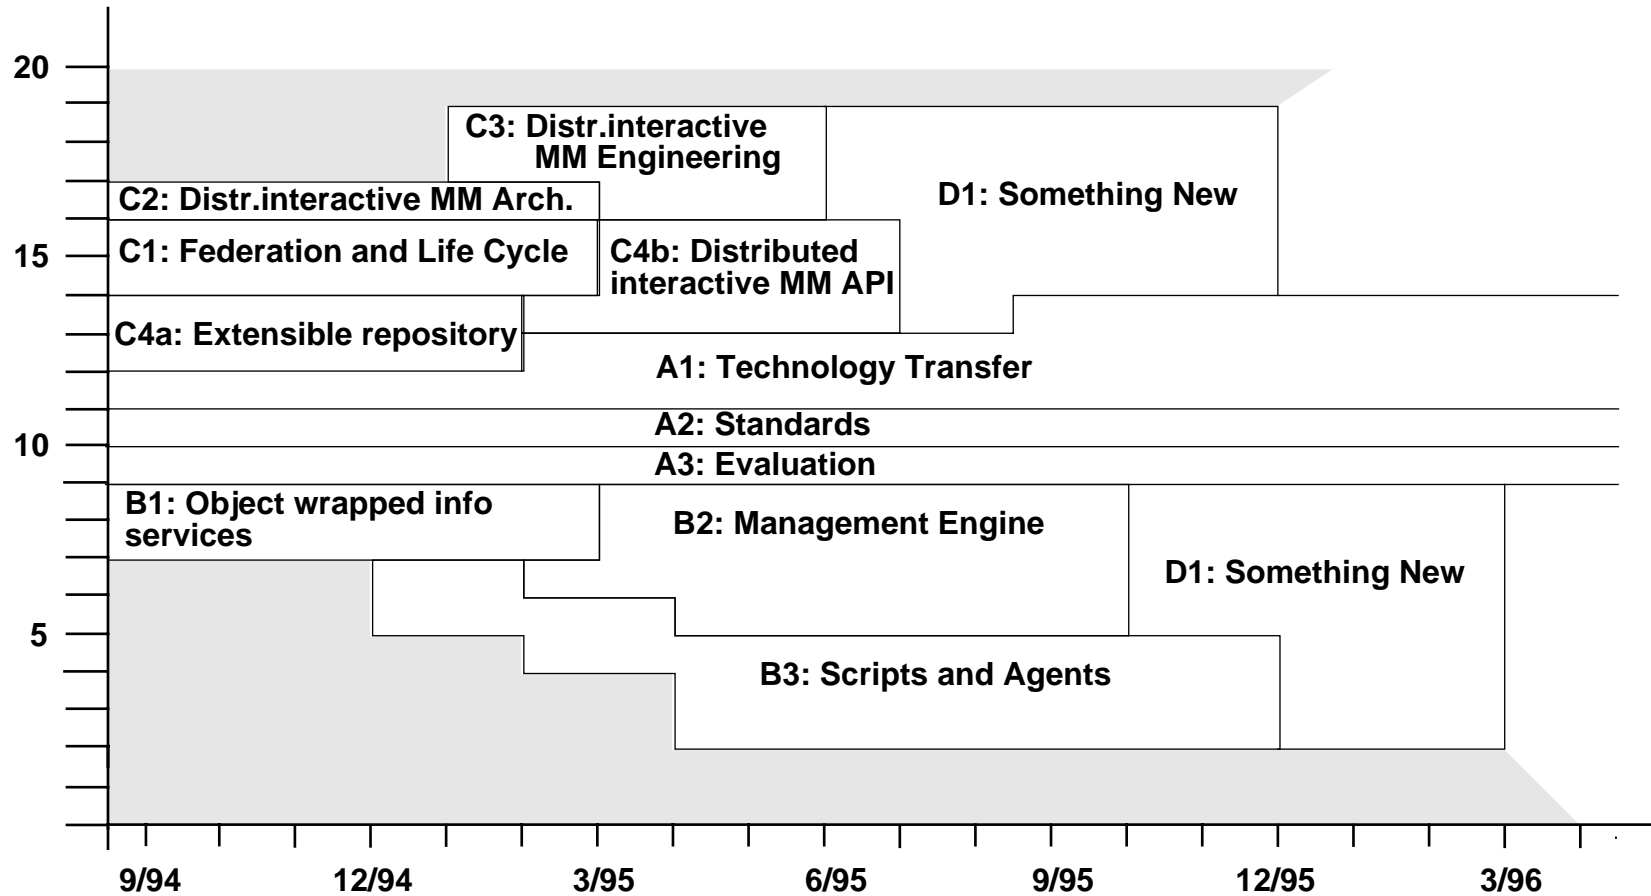 20
C3: Distr.interactive
MM Engineering
D1: Something New
C2: Distr.interactive MM Arch.
15
C1: Federation and Life Cycle
C4b: Distributed
interactive MM API
C4a: Extensible repository
A1: Technology Transfer
A2: Standards
10
A3: Evaluation
B1: Object wrapped info
services
B2: Management Engine
D1: Something New
5
B3: Scripts and Agents
9/94 12/94 3/95 6/95 9/95 12/95 3/96